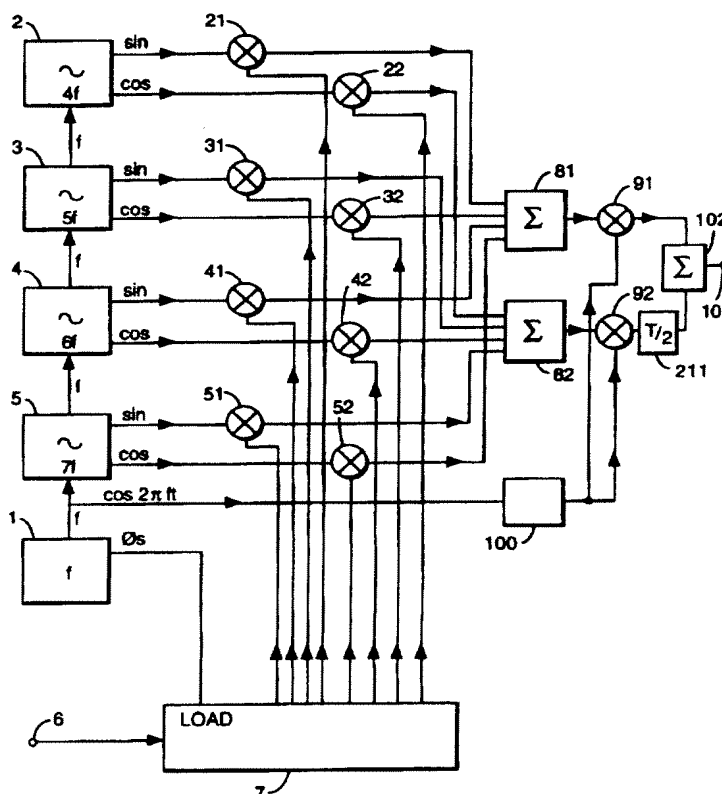 2
21
sin
22
~
4f
cos
f
3
31
sin
81
91
~
5f
32
Σ
102
cos
f
4
41
42
92
Σ
10
sin
~
6f
Σ
T/2
cos
82
211
f
5
51
sin
52
~
7f
cos
cos 2π ft
1
f
Øs
100
f
6
LOAD
7